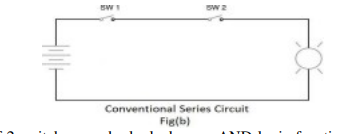 SW 1 SW 2
Conventional Series Circuit
Fig(b)